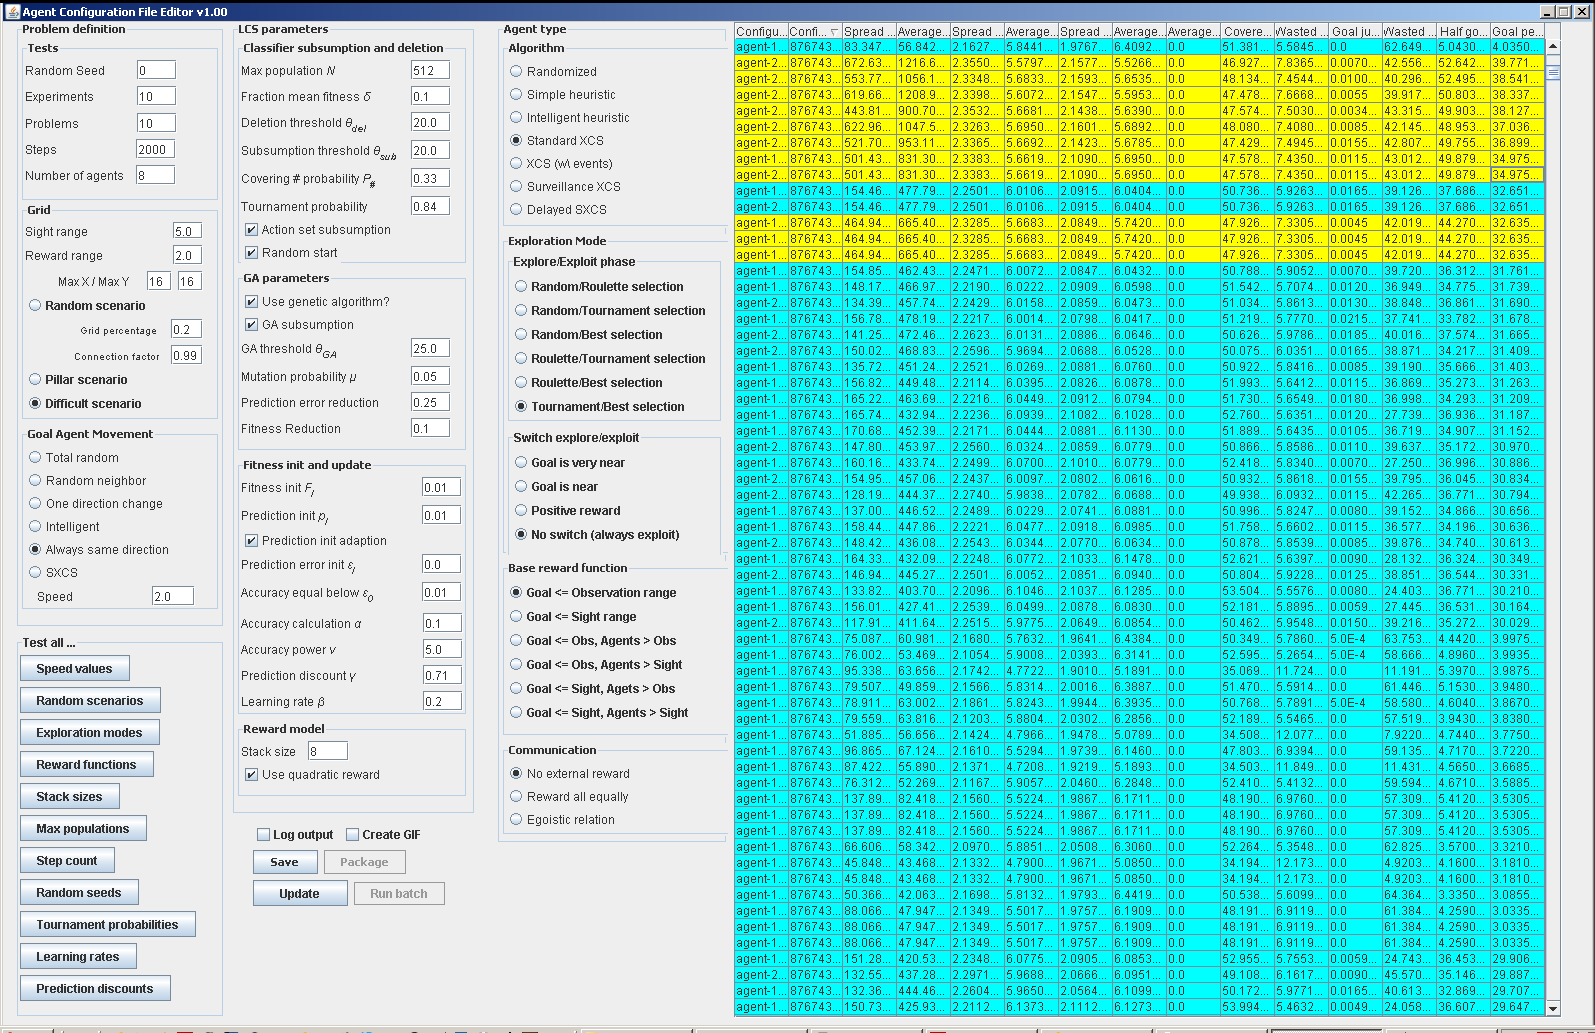 Agent Configuration File Editor v1.00
Problem definition
Tests
Random Seed 0
Experiments 10
Problems 10
Steps 2000
Number of agents 8
Grid
Sight range 5.0
Reward range 2.0
Max X / Max Y 16 16
Random scenario
Grid percentage 0.2
Connection factor 0.99
Pillar scenario
Difficult scenario
Goal Agent Movement
Total random
Random neighbor
One direction change
Intelligent
Always same direction
SXCS
Speed 2.0
Test all ...
Speed values
Random scenarios
Exploration modes
Reward functions
Stack sizes
Max populations
Step count
Random seeds
Tournament probabilities
Learning rates
Prediction discounts
LCS parameters
Classifier subsumption and deletion
Max population N 512
Fraction mean fitness δ 0.1
Deletion threshold θdel 20.0
Subsumption threshold θsub 20.0
Covering # probability P# 0.33
Tournament probability 0.84
Action set subsumption
Random start
GA parameters
Use genetic algorithm?
GA subsumption
GA threshold θGA 25.0
Mutation probability μ 0.05
Prediction error reduction 0.25
Fitness Reduction 0.1
Fitness init and update
Fitness init FI 0.01
Prediction init pI 0.01
Prediction init adaption
Prediction error init εI 0.0
Accuracy equal below ε0 0.01
Accuracy calculation α 0.1
Accuracy power ν 5.0
Prediction discount γ 0.71
Learning rate β 0.2
Reward model
Stack size 8
Use quadratic reward
Log output Create GIF
Save Package
Update Run batch
Agent type
Algorithm
Randomized
Simple heuristic
Intelligent heuristic
Standard XCS
XCS (w\ events)
Surveillance XCS
Delayed SXCS
Exploration Mode
Explore/Exploit phase
Random/Roulette selection
Random/Tournament selection
Random/Best selection
Roulette/Tournament selection
Roulette/Best selection
Tournament/Best selection
Switch explore/exploit
Goal is very near
Goal is near
Positive reward
No switch (always exploit)
Base reward function
Goal <= Observation range
Goal <= Sight range
Goal <= Obs, Agents > Obs
Goal <= Obs, Agents > Sight
Goal <= Sight, Agets > Obs
Goal <= Sight, Agents > Sight
Communication
No external reward
Reward all equally
Egoistic relation
Configu... Confi... Spread ... Average... Spread ... Average... Spread ... Average... Average... Covere... Wasted ... Goal ju... Wasted ... Half go... Goal pe...
agent-1... 876743... 83.347... 56.842... 2.1627... 5.8441... 1.9767... 6.4092... 0.0 51.381... 5.5845... 0.0 62.649... 5.0430... 4.0350...
agent-2... 876743... 672.63... 1216.6... 2.3550... 5.5797... 2.1577... 5.5266... 0.0 46.927... 7.8365... 0.0070... 42.556... 52.642... 39.771...
agent-2... 876743... 553.77... 1056.1... 2.3348... 5.6833... 2.1593... 5.6535... 0.0 48.134... 7.4544... 0.0100... 40.296... 52.495... 38.541...
agent-2... 876743... 619.66... 1208.9... 2.3398... 5.6072... 2.1547... 5.5953... 0.0 47.478... 7.6668... 0.0055 39.917... 50.803... 38.337...
agent-2... 876743... 443.81... 900.70... 2.3532... 5.6681... 2.1438... 5.6390... 0.0 47.574... 7.5030... 0.0034... 43.315... 49.903... 38.127...
agent-2... 876743... 622.96... 1047.5... 2.3263... 5.6950... 2.1601... 5.6892... 0.0 48.080... 7.4080... 0.0085... 42.145... 48.953... 37.036...
agent-2... 876743... 521.70... 953.11... 2.3365... 5.6692... 2.1423... 5.6785... 0.0 47.429... 7.4945... 0.0155... 42.807... 49.755... 36.899...
agent-1... 876743... 501.43... 831.30... 2.3383... 5.6619... 2.1090... 5.6950... 0.0 47.578... 7.4350... 0.0115... 43.012... 49.879... 34.975...
agent-2... 876743... 501.43... 831.30... 2.3383... 5.6619... 2.1090... 5.6950... 0.0 47.578... 7.4350... 0.0115... 43.012... 49.879... 34.975...
agent-1... 876743... 154.46... 477.79... 2.2501... 6.0106... 2.0915... 6.0404... 0.0 50.736... 5.9263... 0.0165... 39.126... 37.686... 32.651...
agent-2... 876743... 154.46... 477.79... 2.2501... 6.0106... 2.0915... 6.0404... 0.0 50.736... 5.9263... 0.0165... 39.126... 37.686... 32.651...
agent-1... 876743... 464.94... 665.40... 2.3285... 5.6683... 2.0849... 5.7420... 0.0 47.926... 7.3305... 0.0045 42.019... 44.270... 32.635...
agent-1... 876743... 464.94... 665.40... 2.3285... 5.6683... 2.0849... 5.7420... 0.0 47.926... 7.3305... 0.0045 42.019... 44.270... 32.635...
agent-2... 876743... 464.94... 665.40... 2.3285... 5.6683... 2.0849... 5.7420... 0.0 47.926... 7.3305... 0.0045 42.019... 44.270... 32.635...
agent-1... 876743... 154.85... 462.43... 2.2471... 6.0072... 2.0847... 6.0432... 0.0 50.788... 5.9052... 0.0070... 39.720... 36.312... 31.761...
agent-1... 876743... 148.17... 466.97... 2.2190... 6.0222... 2.0909... 6.0598... 0.0 51.542... 5.7074... 0.0120... 36.949... 34.775... 31.739...
agent-2... 876743... 134.39... 457.74... 2.2429... 6.0158... 2.0859... 6.0473... 0.0 51.034... 5.8613... 0.0130... 38.848... 36.861... 31.690...
agent-1... 876743... 156.78... 478.19... 2.2217... 6.0014... 2.0798... 6.0417... 0.0 51.219... 5.7770... 0.0215... 37.741... 33.782... 31.678...
agent-2... 876743... 141.25... 472.46... 2.2623... 6.0131... 2.0886... 6.0646... 0.0 50.626... 5.9786... 0.0185... 40.016... 37.574... 31.665...
agent-2... 876743... 150.02... 468.83... 2.2596... 5.9694... 2.0688... 6.0528... 0.0 50.075... 6.0351... 0.0165... 38.871... 34.217... 31.409...
agent-1... 876743... 135.72... 451.24... 2.2521... 6.0269... 2.0881... 6.0760... 0.0 50.922... 5.8416... 0.0085... 39.190... 35.666... 31.403...
agent-1... 876743... 156.82... 449.48... 2.2114... 6.0395... 2.0826... 6.0878... 0.0 51.993... 5.6412... 0.0115... 36.869... 35.273... 31.263...
agent-2... 876743... 165.22... 463.69... 2.2216... 6.0449... 2.0912... 6.0794... 0.0 51.730... 5.6549... 0.0180... 36.998... 34.293... 31.209...
agent-1... 876743... 165.74... 432.94... 2.2236... 6.0939... 2.1082... 6.1028... 0.0 52.760... 5.6351... 0.0120... 27.739... 36.936... 31.187...
agent-1... 876743... 170.68... 452.39... 2.2171... 6.0444... 2.0881... 6.1130... 0.0 51.889... 5.6435... 0.0105... 36.719... 34.907... 31.152...
agent-2... 876743... 147.80... 453.97... 2.2560... 6.0324... 2.0859... 6.0779... 0.0 50.866... 5.8586... 0.0110... 39.637... 35.172... 30.970...
agent-1... 876743... 160.16... 433.74... 2.2499... 6.0700... 2.1010... 6.0779... 0.0 52.418... 5.8340... 0.0070... 27.250... 36.996... 30.886...
agent-2... 876743... 154.95... 457.06... 2.2437... 6.0097... 2.0802... 6.0616... 0.0 50.932... 5.8618... 0.0155... 39.795... 36.045... 30.834...
agent-2... 876743... 128.19... 444.37... 2.2740... 5.9838... 2.0782... 6.0688... 0.0 49.938... 6.0932... 0.0115... 42.265... 36.771... 30.794...
agent-2... 876743... 137.00... 446.52... 2.2489... 6.0229... 2.0741... 6.0881... 0.0 50.996... 5.8247... 0.0080... 39.152... 34.866... 30.656...
agent-1... 876743... 158.44... 447.86... 2.2221... 6.0477... 2.0918... 6.0985... 0.0 51.758... 5.6602... 0.0115... 36.577... 34.196... 30.636...
agent-2... 876743... 148.42... 436.08... 2.2543... 6.0344... 2.0770... 6.0634... 0.0 50.878... 5.8539... 0.0085... 39.876... 34.740... 30.613...
agent-1... 876743... 164.33... 432.09... 2.2248... 6.0772... 2.1033... 6.1478... 0.0 52.621... 5.6397... 0.0090... 28.132... 36.324... 30.349...
agent-2... 876743... 146.94... 445.27... 2.2501... 6.0052... 2.0851... 6.0940... 0.0 50.804... 5.9228... 0.0125... 38.851... 36.544... 30.331...
agent-1... 876743... 133.82... 403.70... 2.2096... 6.1046... 2.1037... 6.1285... 0.0 53.504... 5.5576... 0.0080... 24.403... 36.771... 30.210...
agent-1... 876743... 156.01... 427.41... 2.2539... 6.0499... 2.0878... 6.0830... 0.0 52.181... 5.8895... 0.0059... 27.445... 36.531... 30.164...
agent-2... 876743... 117.91... 411.64... 2.2515... 5.9775... 2.0649... 6.0854... 0.0 50.462... 5.9548... 0.0150... 39.216... 35.272... 30.029...
agent-1... 876743... 75.087... 60.981... 2.1680... 5.7632... 1.9641... 6.4384... 0.0 50.349... 5.7860... 5.0E-4 63.753... 4.4420... 3.9975...
agent-1... 876743... 76.002... 53.469... 2.1054... 5.9008... 2.0393... 6.3141... 0.0 52.595... 5.2654... 5.0E-4 58.666... 4.8960... 3.9935...
agent-1... 876743... 95.338... 63.656... 2.1742... 4.7722... 1.9010... 5.1891... 0.0 35.069... 11.724... 0.0 11.191... 5.3970... 3.9875...
agent-1... 876743... 79.507... 49.859... 2.1566... 5.8314... 2.0016... 6.3887... 0.0 51.470... 5.5914... 0.0 61.446... 5.1530... 3.9480...
agent-1... 876743... 78.911... 63.002... 2.1861... 5.8243... 1.9944... 6.3935... 0.0 50.768... 5.7891... 5.0E-4 58.580... 4.6040... 3.8670...
agent-1... 876743... 79.559... 63.816... 2.1203... 5.8804... 2.0302... 6.2856... 0.0 52.189... 5.5465... 0.0 57.519... 3.9430... 3.8380...
agent-1... 876743... 51.885... 56.656... 2.1424... 4.7966... 1.9478... 5.0789... 0.0 34.508... 12.077... 0.0 7.9220... 4.7440... 3.7750...
agent-1... 876743... 96.865... 67.124... 2.1610... 5.5294... 1.9739... 6.1460... 0.0 47.803... 6.9394... 0.0 59.135... 4.7170... 3.7220...
agent-1... 876743... 87.422... 55.890... 2.1371... 4.7208... 1.9219... 5.1893... 0.0 34.503... 11.849... 0.0 11.431... 4.5650... 3.6685...
agent-1... 876743... 76.312... 52.269... 2.1167... 5.9057... 2.0460... 6.2848... 0.0 52.410... 5.4132... 0.0 59.594... 4.6710... 3.5885...
agent-1... 876743... 137.89... 82.418... 2.1560... 5.5224... 1.9867... 6.1711... 0.0 48.190... 6.9760... 0.0 57.309... 5.4120... 3.5305...
agent-1... 876743... 137.89... 82.418... 2.1560... 5.5224... 1.9867... 6.1711... 0.0 48.190... 6.9760... 0.0 57.309... 5.4120... 3.5305...
agent-1... 876743... 137.89... 82.418... 2.1560... 5.5224... 1.9867... 6.1711... 0.0 48.190... 6.9760... 0.0 57.309... 5.4120... 3.5305...
agent-1... 876743... 66.606... 58.342... 2.0970... 5.8851... 2.0508... 6.3060... 0.0 52.264... 5.3548... 0.0 62.825... 3.5700... 3.3210...
agent-1... 876743... 45.848... 43.468... 2.1332... 4.7900... 1.9671... 5.0850... 0.0 34.194... 12.173... 0.0 4.9203... 4.1600... 3.1810...
agent-1... 876743... 45.848... 43.468... 2.1332... 4.7900... 1.9671... 5.0850... 0.0 34.194... 12.173... 0.0 4.9203... 4.1600... 3.1810...
agent-1... 876743... 50.366... 42.063... 2.1698... 5.8132... 1.9793... 6.4419... 0.0 50.538... 5.6099... 0.0 64.364... 3.3350... 3.0855...
agent-1... 876743... 88.066... 47.947... 2.1349... 5.5017... 1.9757... 6.1909... 0.0 48.191... 6.9119... 0.0 61.384... 4.2590... 3.0335...
agent-1... 876743... 88.066... 47.947... 2.1349... 5.5017... 1.9757... 6.1909... 0.0 48.191... 6.9119... 0.0 61.384... 4.2590... 3.0335...
agent-1... 876743... 88.066... 47.947... 2.1349... 5.5017... 1.9757... 6.1909... 0.0 48.191... 6.9119... 0.0 61.384... 4.2590... 3.0335...
agent-1... 876743... 151.28... 420.53... 2.2348... 6.0775... 2.0905... 6.0853... 0.0 52.955... 5.7553... 0.0059... 24.743... 36.453... 29.906...
agent-2... 876743... 132.55... 437.28... 2.2971... 5.9688... 2.0666... 6.0951... 0.0 49.108... 6.1617... 0.0090... 45.570... 35.146... 29.887...
agent-1... 876743... 132.36... 444.46... 2.2604... 5.9650... 2.0564... 6.1099... 0.0 50.172... 5.9771... 0.0165... 40.613... 32.869... 29.707...
agent-1... 876743... 150.73... 425.93... 2.2112... 6.1373... 2.1112... 6.1273... 0.0 53.994... 5.4632... 0.0049... 24.058... 36.607... 29.647...